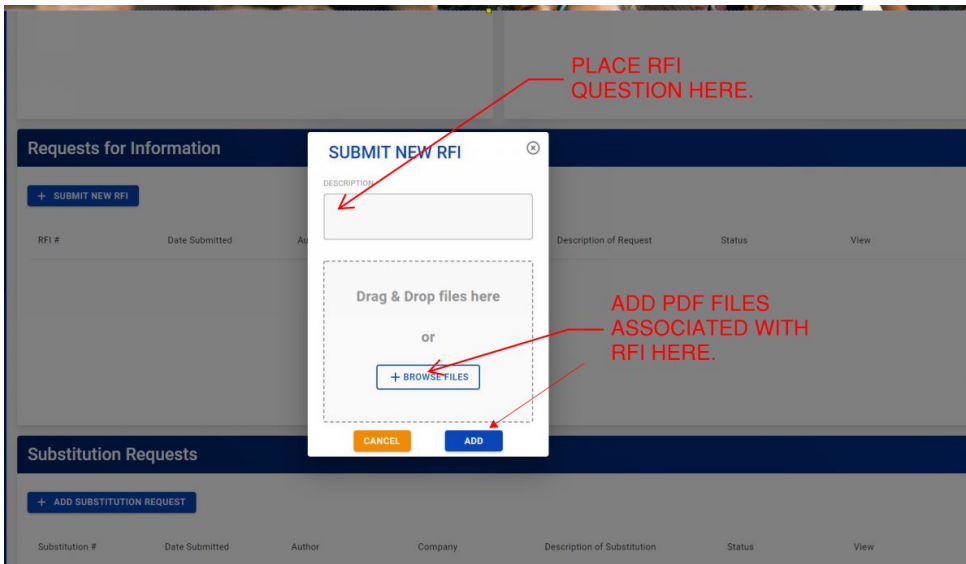 PLACE RFI
QUESTION HERE.
Requests for Information
+ SUBMIT NEW RFI
RFI # Date Submitted Au Description of Request Status View
SUBMIT NEW RFI
DESCRIPTION
Drag & Drop files here
or
+ BROWSE FILES
CANCEL ADD
ADD PDF FILES
ASSOCIATED WITH
RFI HERE.
Substitution Requests
+ ADD SUBSTITUTION REQUEST
Substitution # Date Submitted Author Company Description of Substitution Status View